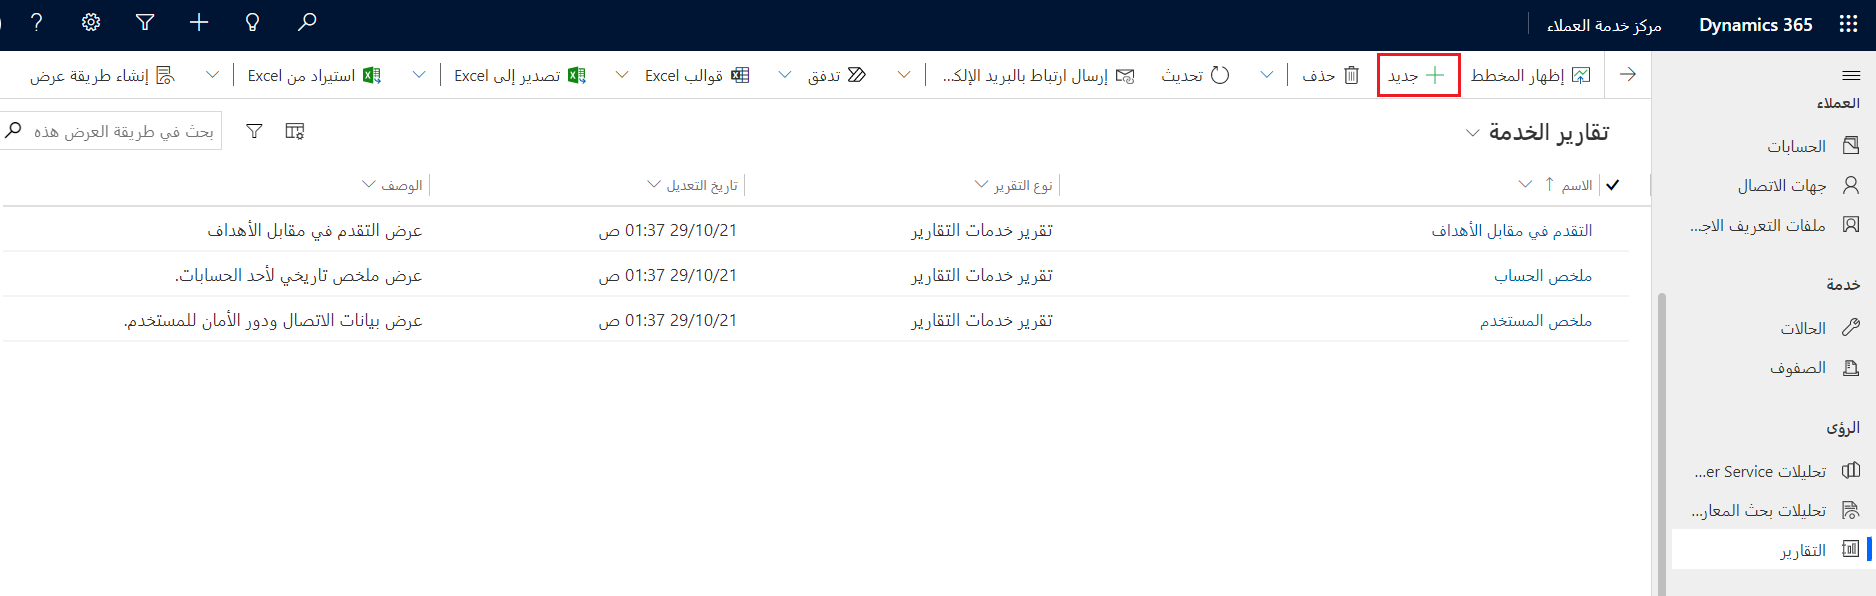 Dynamics 365 | مركز خدمة العملاء
إظهار المخطط
جديد
حذف
تحديث
إرسال ارتباط بالبريد الإلك...
تدفق
قوالب Excel
تصدير إلى Excel
استيراد من Excel
إنشاء طريقة عرض
العملاء
الحسابات
جهات الاتصال
ملفات التعريف الاجـ...
خدمة
الحالات
الصفوف
الرؤى
تحليلات er Service...
تحليلات بحث المعار...
التقارير
تقارير الخدمة
بحث في طريقة العرض هذه
الاسم ↑ نوع التقرير تاريخ التعديل الوصف
التقدم في مقابل الأهداف تقرير خدمات التقارير 29/10/21 01:37 ص عرض التقدم في مقابل الأهداف
ملخص الحساب تقرير خدمات التقارير 29/10/21 01:37 ص عرض ملخص تاريخي لأحد الحسابات.
ملخص المستخدم تقرير خدمات التقارير 29/10/21 01:37 ص عرض بيانات الاتصال ودور الأمان للمستخدم.